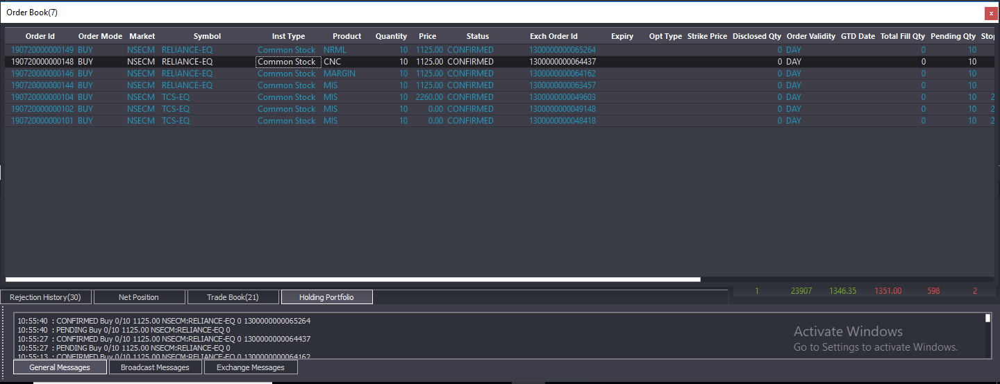 Order Book(7)
x
Order Id Order Mode Market Symbol Inst Type Product Quantity Price Status Exch Order Id Expiry Opt Type Strike Price Disclosed Qty Order Validity GTD Date Total Fill Qty Pending Qty Stop
190720000000149 BUY NSECM RELIANCE-EQ Common Stock NRML 10 1125.00 CONFIRMED 1300000000065264 0 DAY 0 10
190720000000148 BUY NSECM RELIANCE-EQ Common Stock CNC 10 1125.00 CONFIRMED 1300000000064437 0 DAY 0 10
190720000000146 BUY NSECM RELIANCE-EQ Common Stock MARGIN 10 1125.00 CONFIRMED 1300000000064162 0 DAY 0 10
190720000000144 BUY NSECM RELIANCE-EQ Common Stock MIS 10 1125.00 CONFIRMED 1300000000063457 0 DAY 0 10
190720000000104 BUY NSECM TCS-EQ Common Stock MIS 10 2260.00 CONFIRMED 1300000000049603 0 DAY 0 10 2
190720000000102 BUY NSECM TCS-EQ Common Stock MIS 10 0.00 CONFIRMED 1300000000049148 0 DAY 0 10 2
190720000000101 BUY NSECM TCS-EQ Common Stock MIS 10 0.00 CONFIRMED 1300000000048418 0 DAY 0 10 2
1 23907 1346.35 1351.00 598 2
Rejection History(30) Net Position Trade Book(21) Holding Portfolio
10:55:40 : CONFIRMED Buy 0/10 1125.00 NSECM:RELIANCE-EQ 0 1300000000065264
10:55:40 : PENDING Buy 0/10 1125.00 NSECM:RELIANCE-EQ 0
10:55:27 : CONFIRMED Buy 0/10 1125.00 NSECM:RELIANCE-EQ 0 1300000000064437
10:55:27 : PENDING Buy 0/10 1125.00 NSECM:RELIANCE-EQ 0
10:55:13 : CONFIRMED Buy 0/10 1125.00 NSECM:RELIANCE-EQ 0 1300000000064162
Activate Windows
Go to Settings to activate Windows.
General Messages Broadcast Messages Exchange Messages